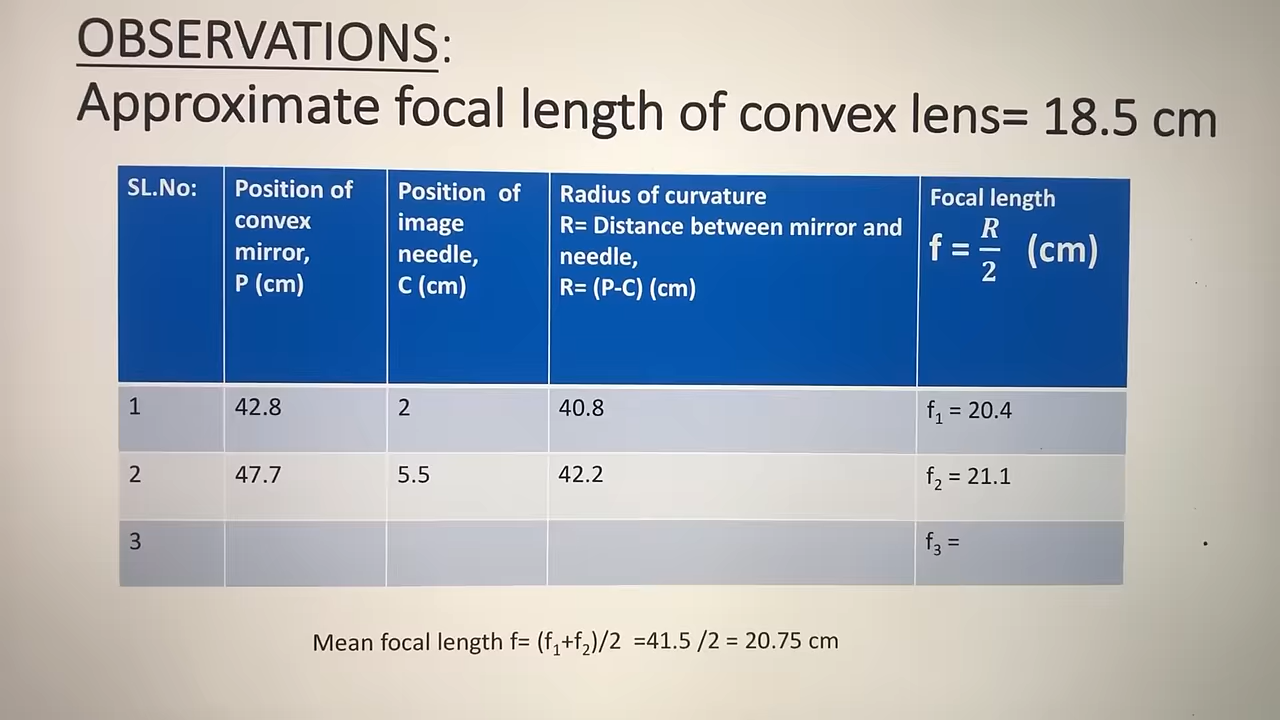 OBSERVATIONS:
Approximate focal length of convex lens= 18.5 cm
SL.No:
Position of
convex
mirror,
P (cm)
Position of
image
needle,
C (cm)
Radius of curvature
R= Distance between mirror and
needle,
R= (P-C) (cm)
Focal length
f = R/2 (cm)
1 42.8 2 40.8 f₁ = 20.4
2 47.7 5.5 42.2 f₂ = 21.1
3 f₃ =
Mean focal length f= (f₁+f₂)/2 =41.5 /2 = 20.75 cm